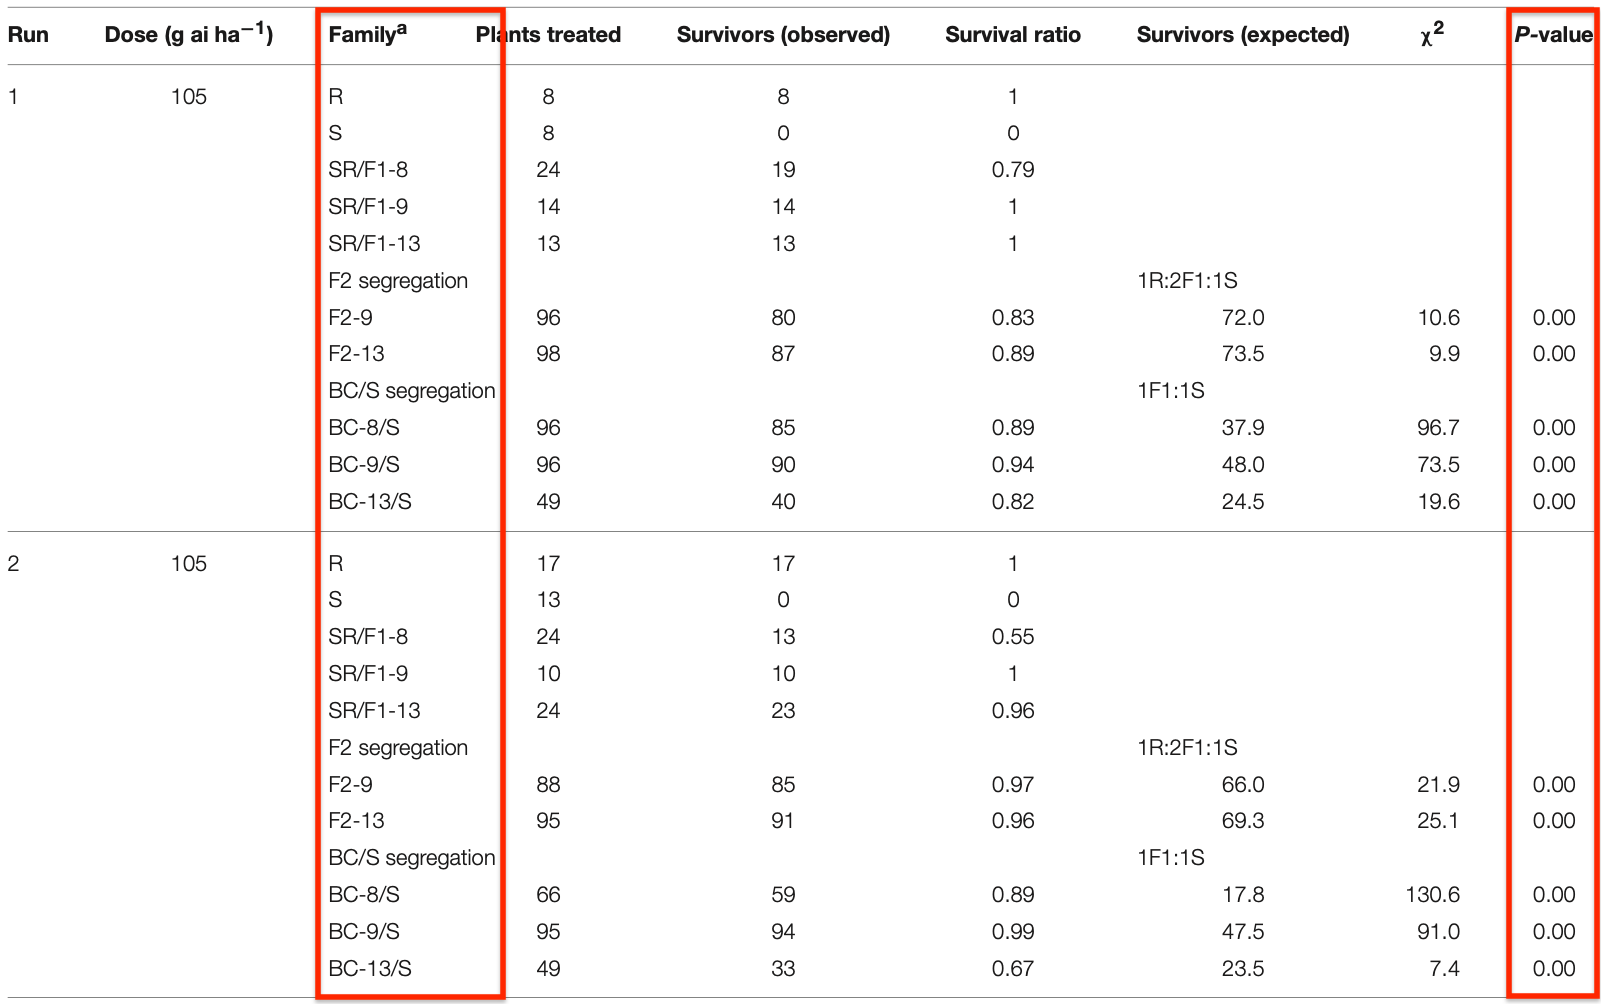 Run Dose (g ai ha−1) Familya Plants treated Survivors (observed) Survival ratio Survivors (expected) χ2 P-value
1 105 R 8 8 1
S 8 0 0
SR/F1-8 24 19 0.79
SR/F1-9 14 14 1
SR/F1-13 13 13 1
F2 segregation 1R:2F1:1S
F2-9 96 80 0.83 72.0 10.6 0.00
F2-13 98 87 0.89 73.5 9.9 0.00
BC/S segregation 1F1:1S
BC-8/S 96 85 0.89 37.9 96.7 0.00
BC-9/S 96 90 0.94 48.0 73.5 0.00
BC-13/S 49 40 0.82 24.5 19.6 0.00
2 105 R 17 17 1
S 13 0 0
SR/F1-8 24 13 0.55
SR/F1-9 10 10 1
SR/F1-13 24 23 0.96
F2 segregation 1R:2F1:1S
F2-9 88 85 0.97 66.0 21.9 0.00
F2-13 95 91 0.96 69.3 25.1 0.00
BC/S segregation 1F1:1S
BC-8/S 66 59 0.89 17.8 130.6 0.00
BC-9/S 95 94 0.99 47.5 91.0 0.00
BC-13/S 49 33 0.67 23.5 7.4 0.00